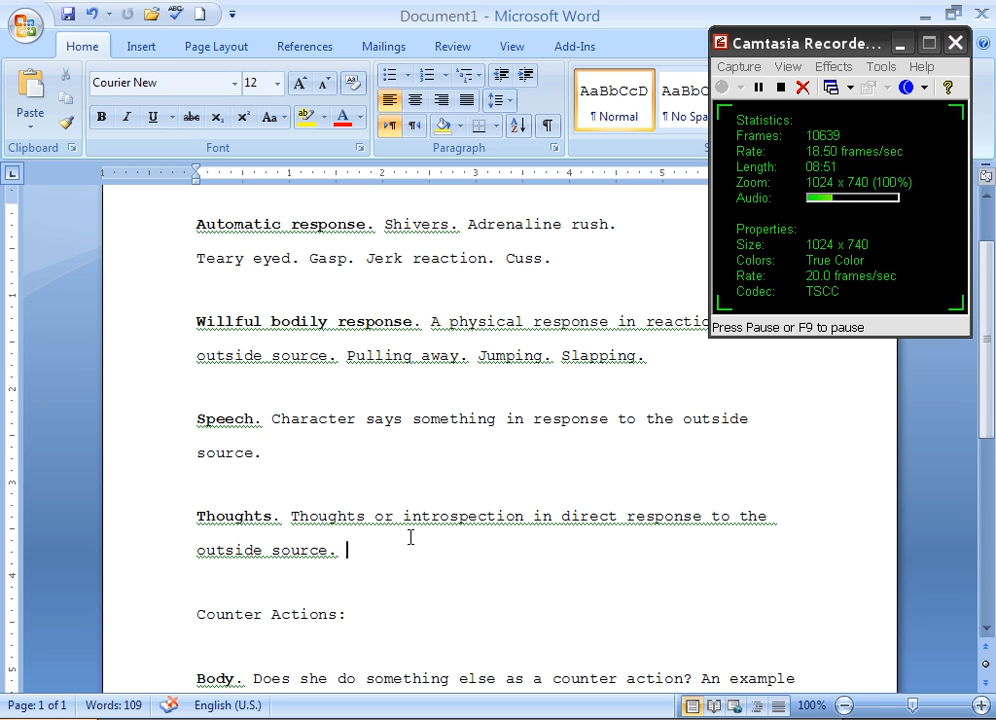 Document1 - Microsoft Word
Home Insert Page Layout References Mailings Review View Add-Ins
Camtasia Recorde...
Capture View Effects Tools Help
Statistics:
Frames: 10639
Rate: 18.50 frames/sec
Length: 08:51
Zoom: 1024 x 740 (100%)
Audio:
Properties:
Size: 1024 x 740
Colors: True Color
Rate: 20.0 frames/sec
Codec: TSCC
Press Pause or F9 to pause
Paste
Courier New 12
AaBbCcD AaBbC
¶ Normal ¶ No Spa
Clipboard Font Paragraph
Automatic response. Shivers. Adrenaline rush.
Teary eyed. Gasp. Jerk reaction. Cuss.
Willful bodily response. A physical response in reactio
outside source. Pulling away. Jumping. Slapping.
Speech. Character says something in response to the outside
source.
Thoughts. Thoughts or introspection in direct response to the
outside source.
Counter Actions:
Body. Does she do something else as a counter action? An example
Page: 1 of 1 Words: 109 English (U.S.) 100%